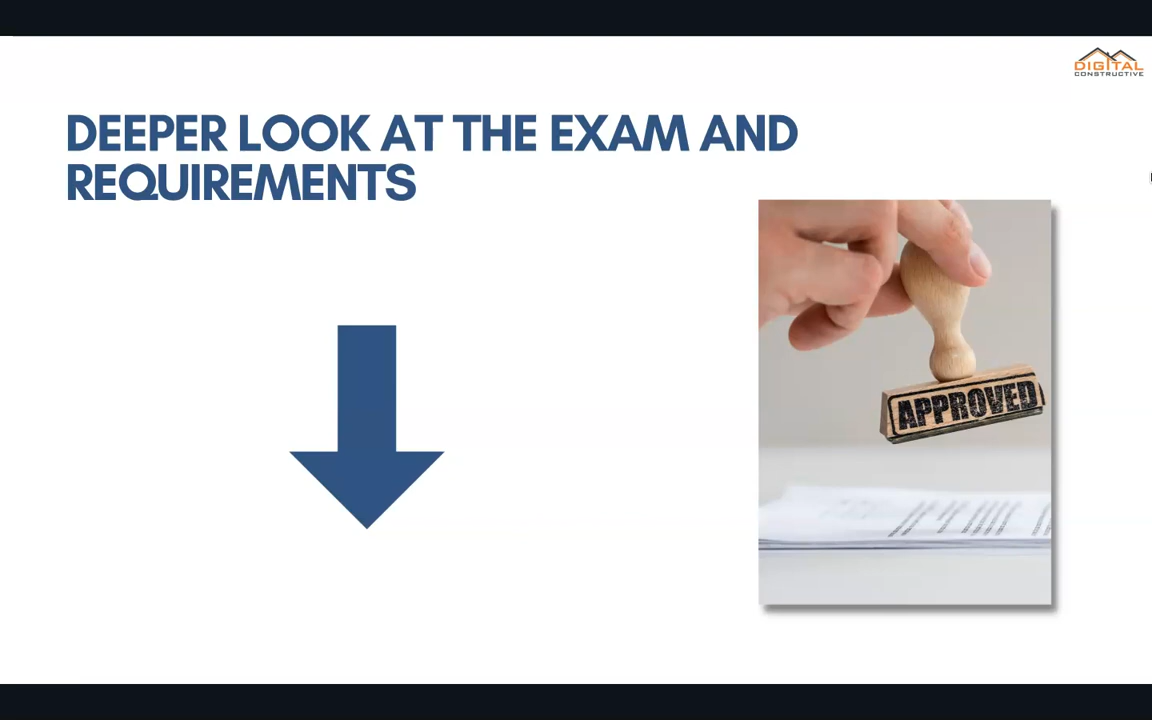 DIGITAL
CONSTRUCTIVE
DEEPER LOOK AT THE EXAM AND
REQUIREMENTS
APPROVED